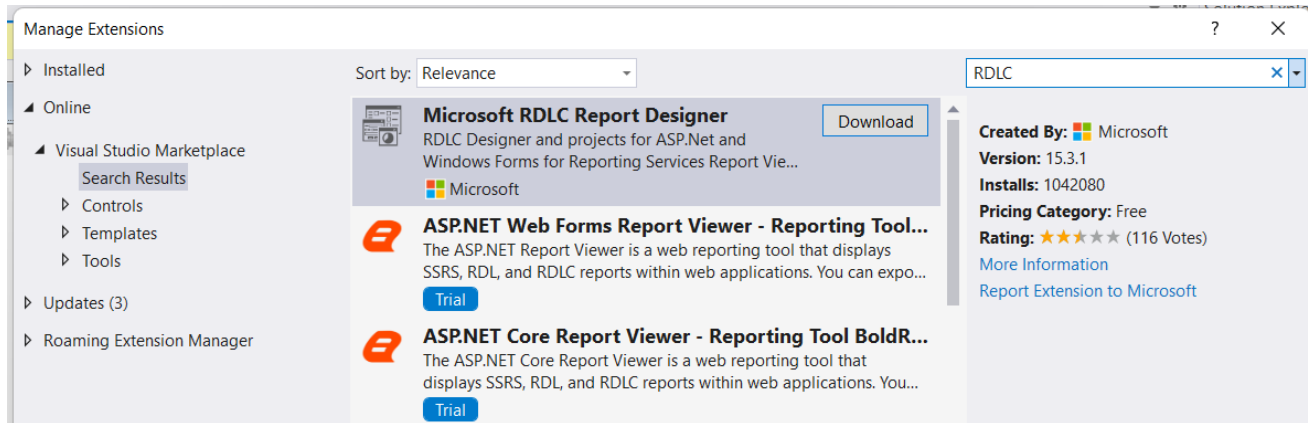 Manage Extensions
?
Installed
Online
Visual Studio Marketplace
Search Results
Controls
Templates
Tools
Updates (3)
Roaming Extension Manager
Sort by: Relevance
Microsoft RDLC Report Designer
Download
RDLC Designer and projects for ASP.Net and
Windows Forms for Reporting Services Report Vie...
Microsoft
ASP.NET Web Forms Report Viewer - Reporting Tool...
The ASP.NET Report Viewer is a web reporting tool that displays
SSRS, RDL, and RDLC reports within web applications. You can expo...
Trial
ASP.NET Core Report Viewer - Reporting Tool BoldR...
The ASP.NET Core Report Viewer is a web reporting tool that
displays SSRS, RDL, and RDLC reports within web applications. You...
Trial
RDLC
Created By: Microsoft
Version: 15.3.1
Installs: 1042080
Pricing Category: Free
Rating: (116 Votes)
More Information
Report Extension to Microsoft